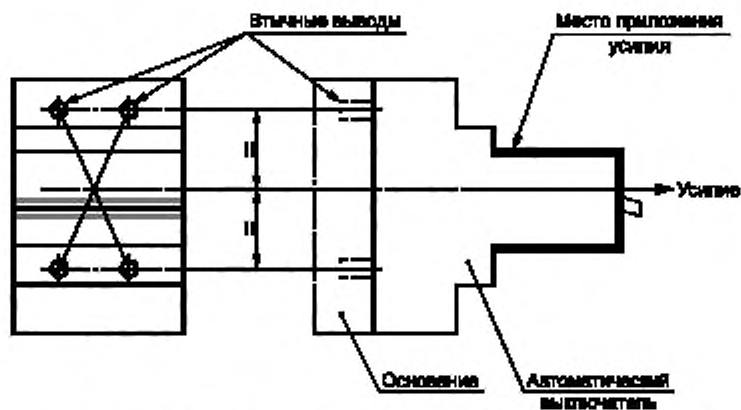 Втычные выводы
Место приложения
усилия
Усилие
Основание
Автоматический
выключатель